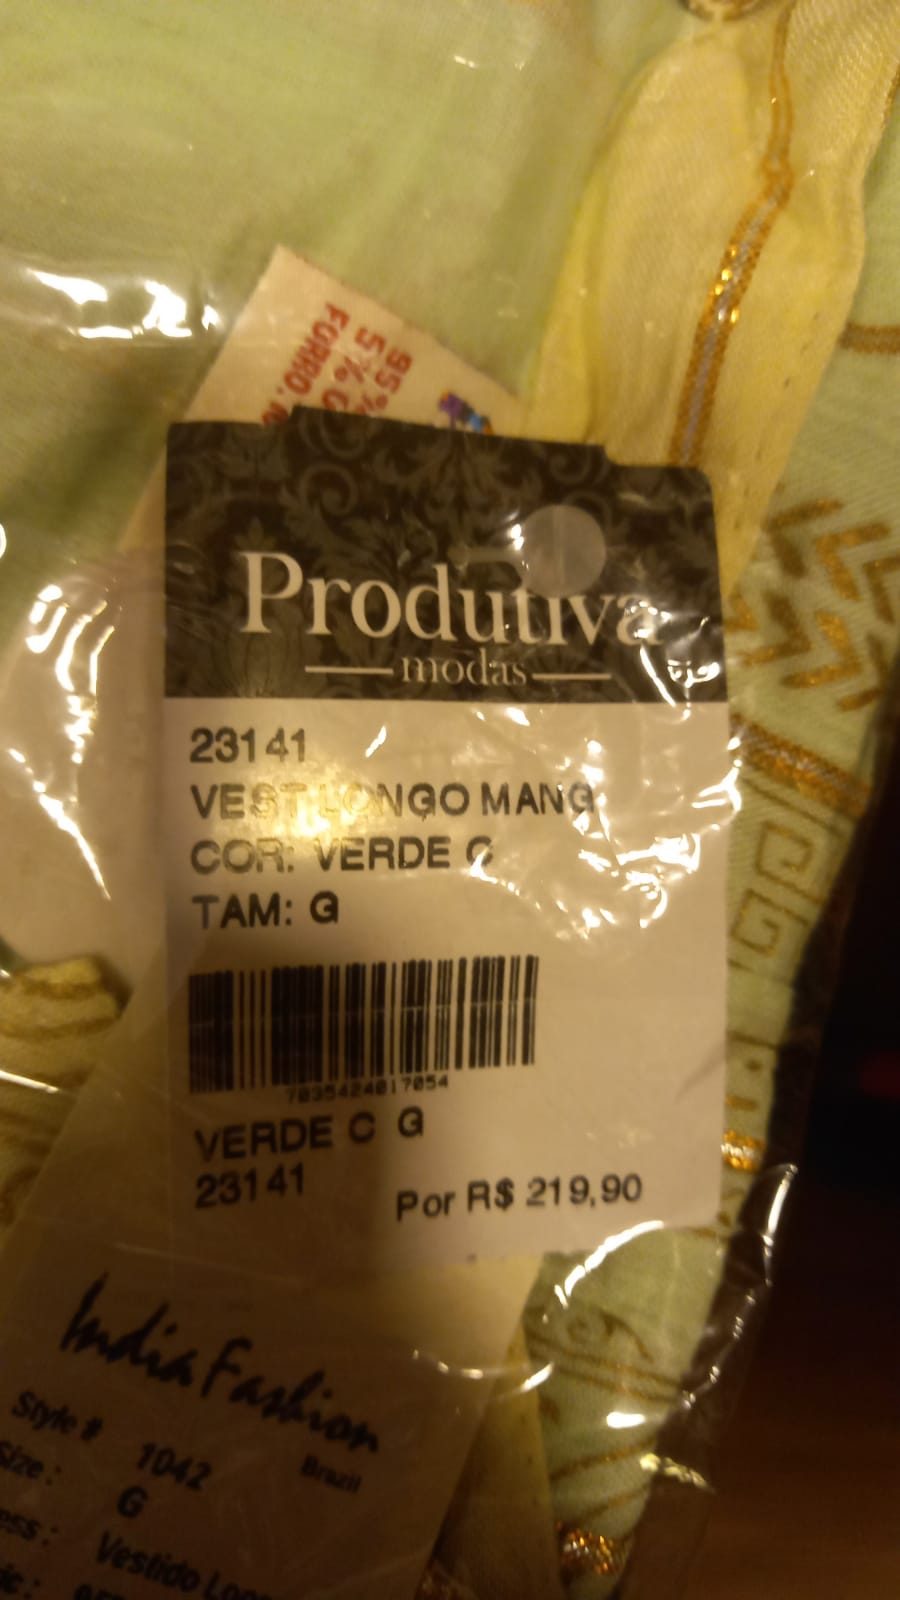 95%
5% 
FORRO:
Produtiva
modas
23141
VEST LONGO MANG
COR: VERDE C
TAM: G
7035424017054
VERDE C G
23141
Por R$ 219,90
India Fashion
Brazil
Style # 1042
Size: G
Vestido